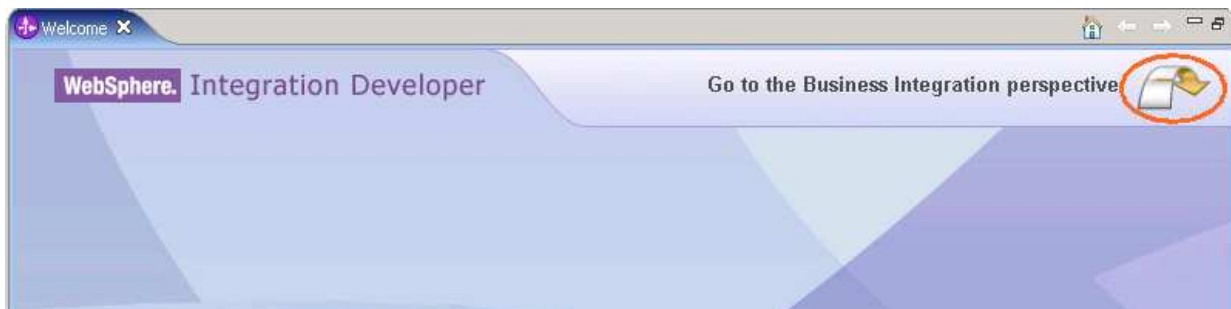 Welcome
WebSphere. Integration Developer
Go to the Business Integration perspective